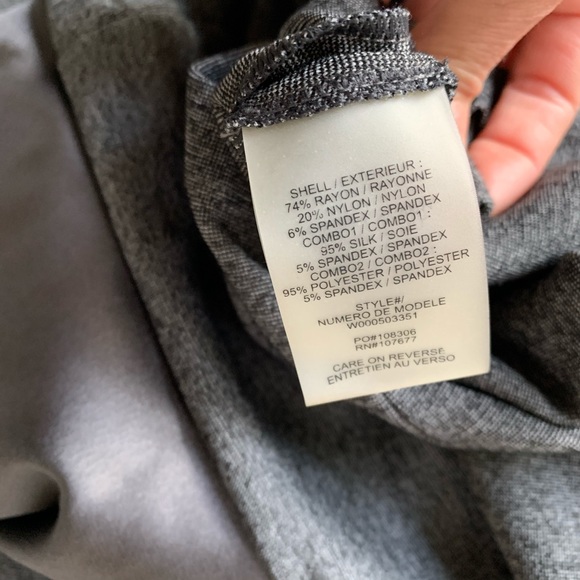 SHELL / EXTERIEUR :
74% RAYON / RAYONNE
20% NYLON / NYLON
6% SPANDEX / SPANDEX
COMBO1 / COMBO1 :
95% SILK / SOIE
5% SPANDEX / SPANDEX
COMBO2 / COMBO2 :
95% POLYESTER / POLYESTER
5% SPANDEX / SPANDEX
STYLE#/
NUMERO DE MODELE
W000503351
PO#108306
RN#107677
CARE ON REVERSE
ENTRETIEN AU VERSO